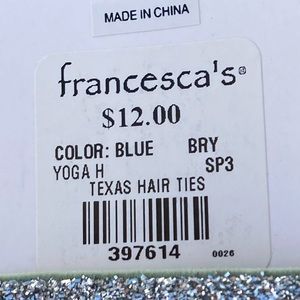 MADE IN CHINA
francesca's®
$12.00
COLOR: BLUE BRY
YOGA H SP3
TEXAS HAIR TIES
397614 0026